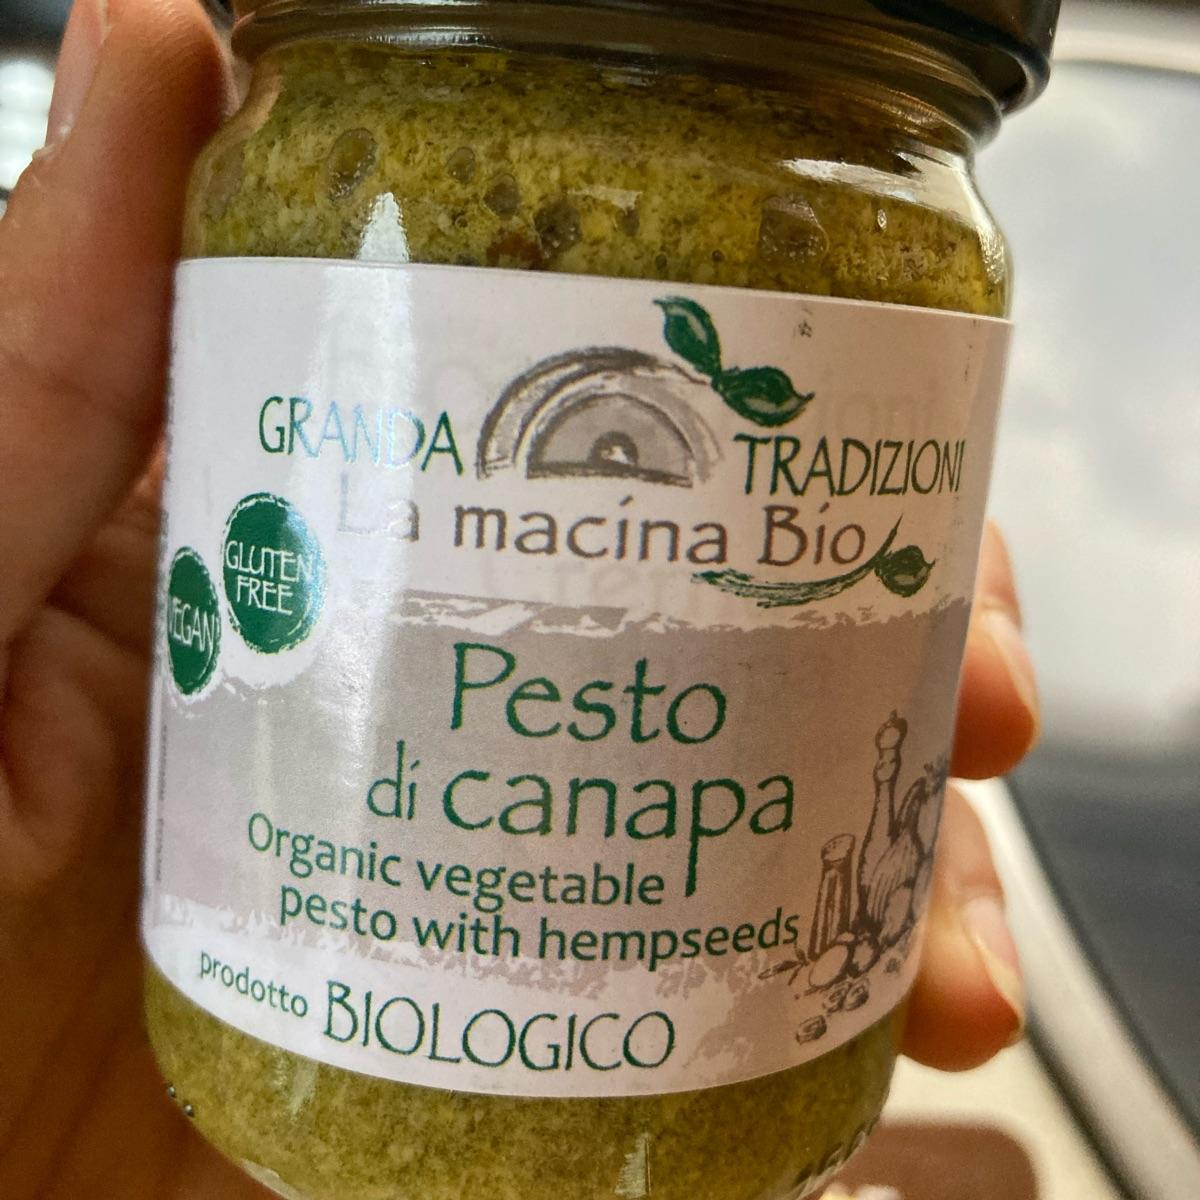 GRANDA TRADIZIONI
La macina Bio
GLUTEN
FREE
VEGAN
Pesto
di canapa
Organic vegetable
pesto with hempseeds
prodotto BIOLOGICO